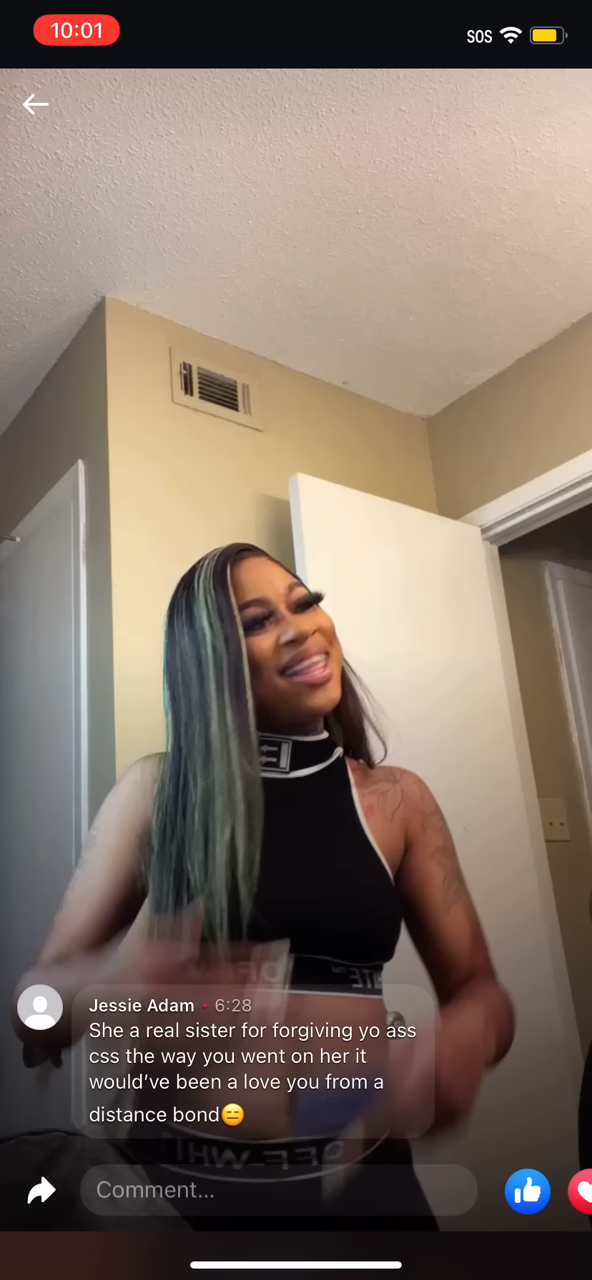 10:01
SOS
Jessie Adam • 6:28
She a real sister for forgiving yo ass
css the way you went on her it
would've been a love you from a
distance bond😑
Comment...